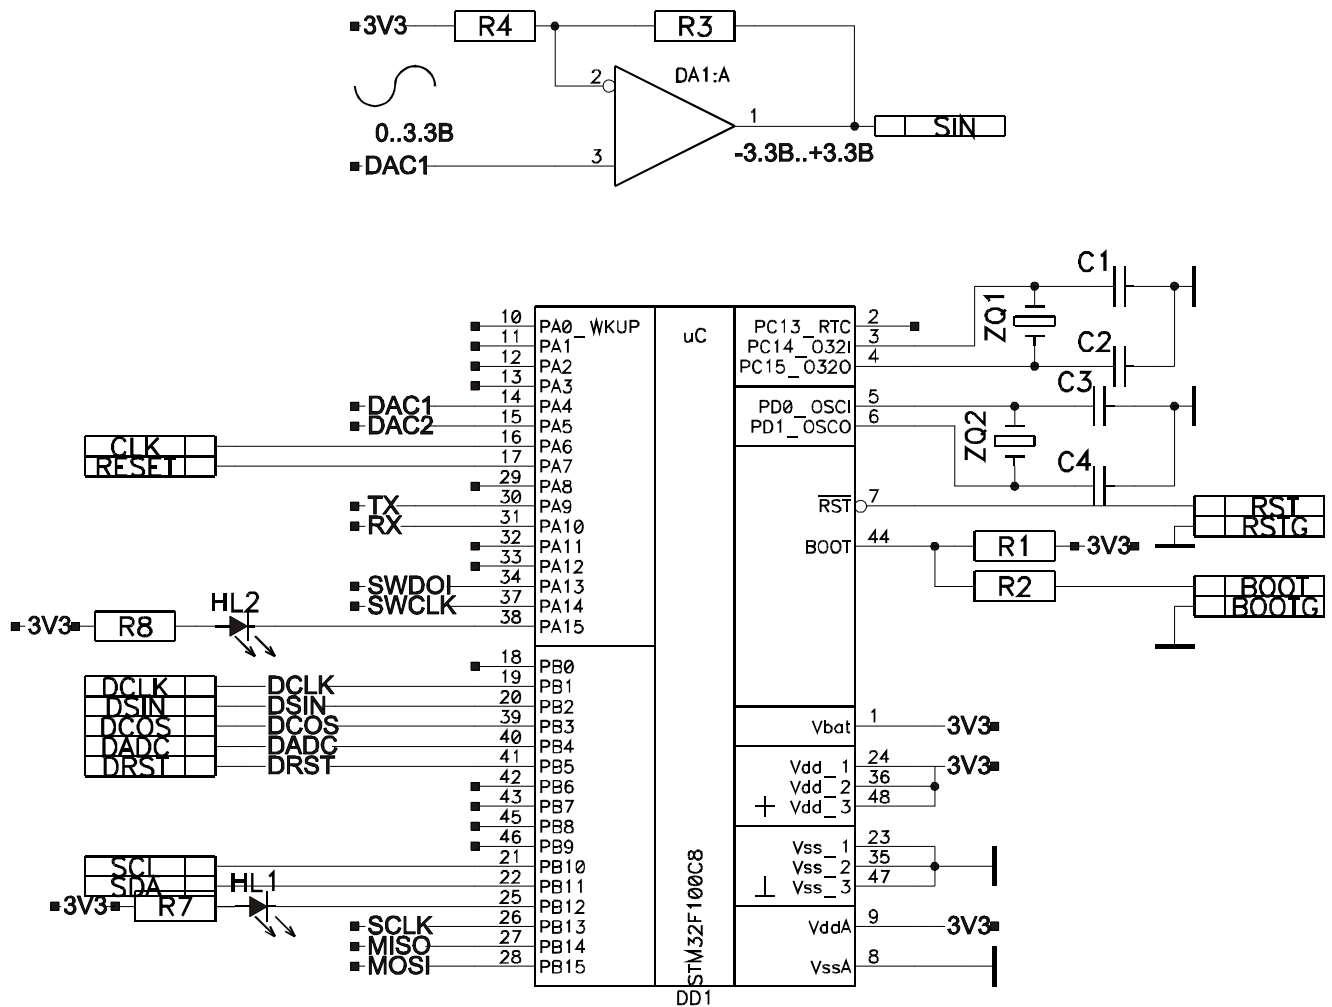 3V3 R4 R3
2 DA1:A
0..3.3В
1 SIN
-3.3В..+3.3В
DAC1 3
C1
ZQ1
uC
10 PA0_WKUP PC13_RTC 2
11 PA1 PC14_O32I 3
12 PA2 PC15_O32O 4 C2
13 PA3 C3
DAC1 14 PA4 PD0_OSCI 5
DAC2 15 PA5 PD1_OSCO 6 ZQ2
CLK 16 PA6
RESET 17 PA7 C4
29 PA8
TX 30 PA9 RST 7 RST
RX 31 PA10 RSTG
32 PA11 BOOT 44 R1 3V3
33 PA12
SWDOI 34 PA13 R2 BOOT
SWCLK 37 PA14 BOOTG
HL2
3V3 R8 38 PA15
18 PB0
DCLK DCLK 19 PB1
DSIN DSIN 20 PB2
DCOS DCOS 39 PB3 Vbat 1 3V3
DADC DADC 40 PB4
DRST DRST 41 PB5 Vdd_1 24 3V3
42 PB6 Vdd_2 36
43 PB7 + Vdd_3 48
45 PB8
46 PB9 Vss_1 23
SCL 21 PB10 Vss_2 35
SDA 22 PB11 ⊥ Vss_3 47
HL1
3V3 R7 25 PB12
SCLK 26 PB13 VddA 9 3V3
MISO 27 PB14
MOSI 28 PB15 VssA 8
STM32F100C8
DD1